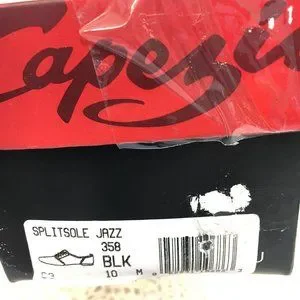 Capezio
SPLITSOLE JAZZ
358
BLK
10 M